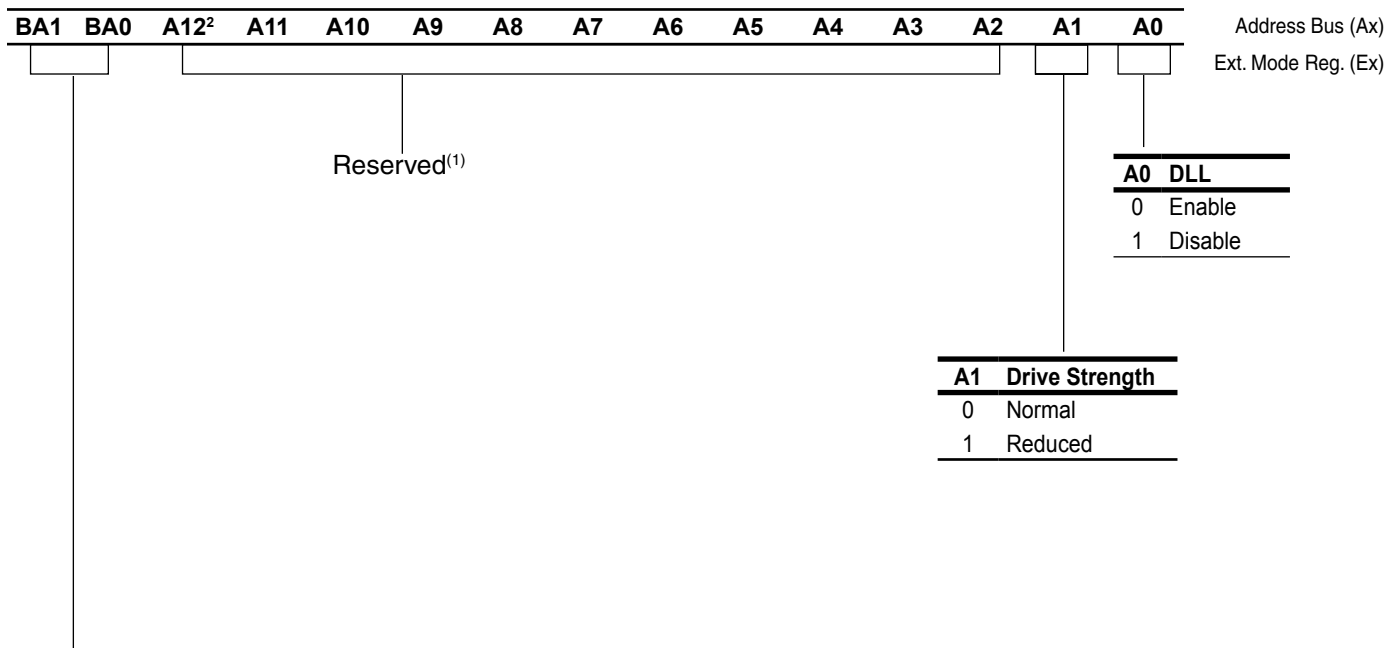 BA1 BA0 A12² A11 A10 A9 A8 A7 A6 A5 A4 A3 A2 A1 A0 Address Bus (Ax)
Ext. Mode Reg. (Ex)
Reserved⁽¹⁾
A0 DLL
0 Enable
1 Disable
A1 Drive Strength
0 Normal
1 Reduced